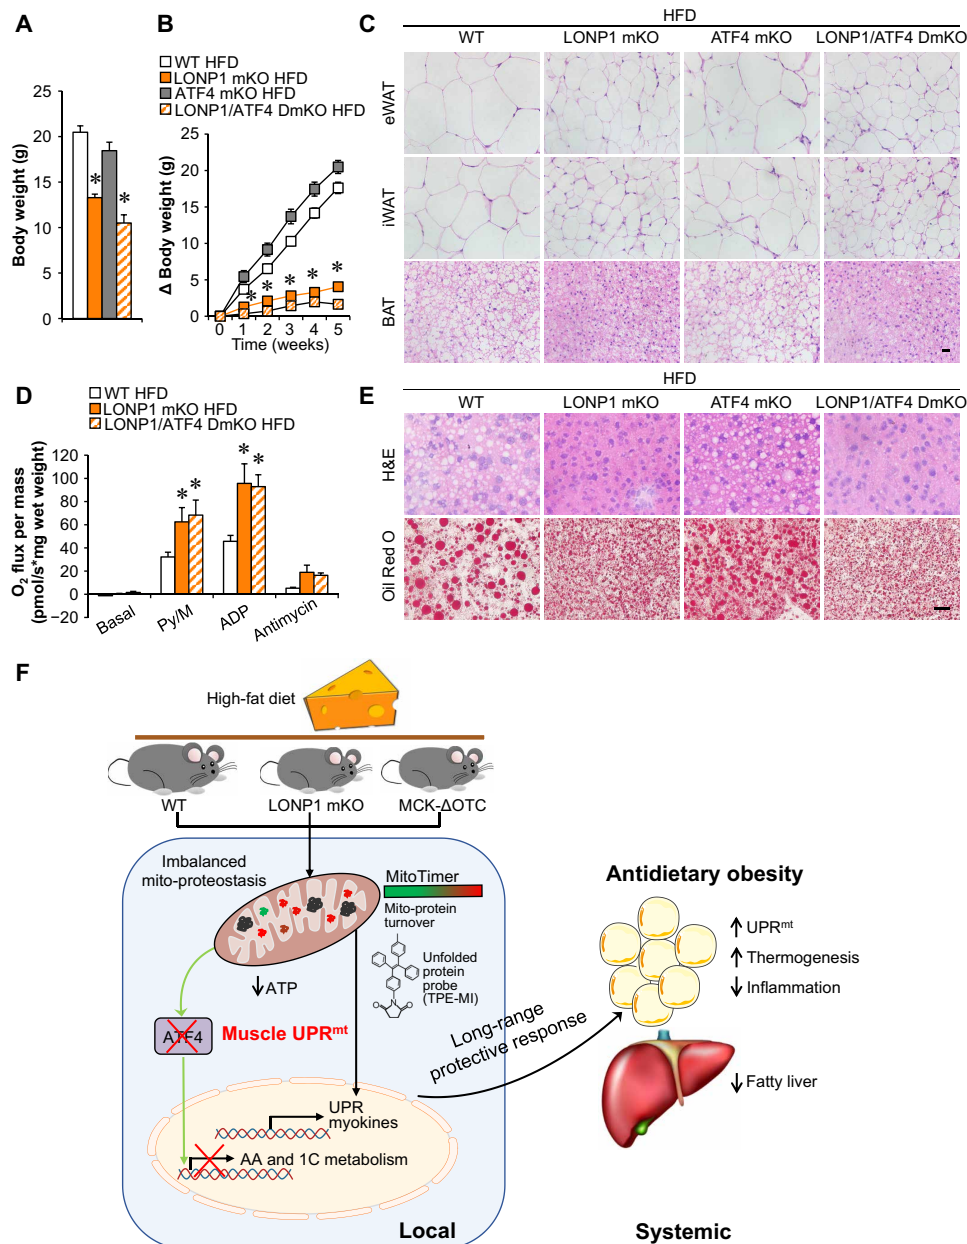 A
Body weight (g)
25
20
15
10
5
0
*
*
B
WT HFD
LONP1 mKO HFD
ATF4 mKO HFD
LONP1/ATF4 DmKO HFD
Δ Body weight (g)
25
20
15
10
5
0
* * * * *
0 1 2 3 4 5
Time (weeks)
C
HFD
WT
LONP1 mKO
ATF4 mKO
LONP1/ATF4 DmKO
eWAT
iWAT
BAT
D
WT HFD
LONP1 mKO HFD
LONP1/ATF4 DmKO HFD
O2 flux per mass
(pmol/s*mg wet weight)
120
100
80
60
40
20
0
−20
* *
* *
Basal
Py/M
ADP
Antimycin
E
HFD
WT
LONP1 mKO
ATF4 mKO
LONP1/ATF4 DmKO
H&E
Oil Red O
F
High-fat diet
WT
LONP1 mKO
MCK-ΔOTC
Imbalanced
mito-proteostasis
MitoTimer
Mito-protein
turnover
Unfolded
protein
probe
(TPE-MI)
O
N
O
ATP
ATF4
Muscle UPRmt
UPR
myokines
AA and 1C metabolism
Local
Long-range
protective response
Antidietary obesity
UPRmt
Thermogenesis
Inflammation
Fatty liver
Systemic